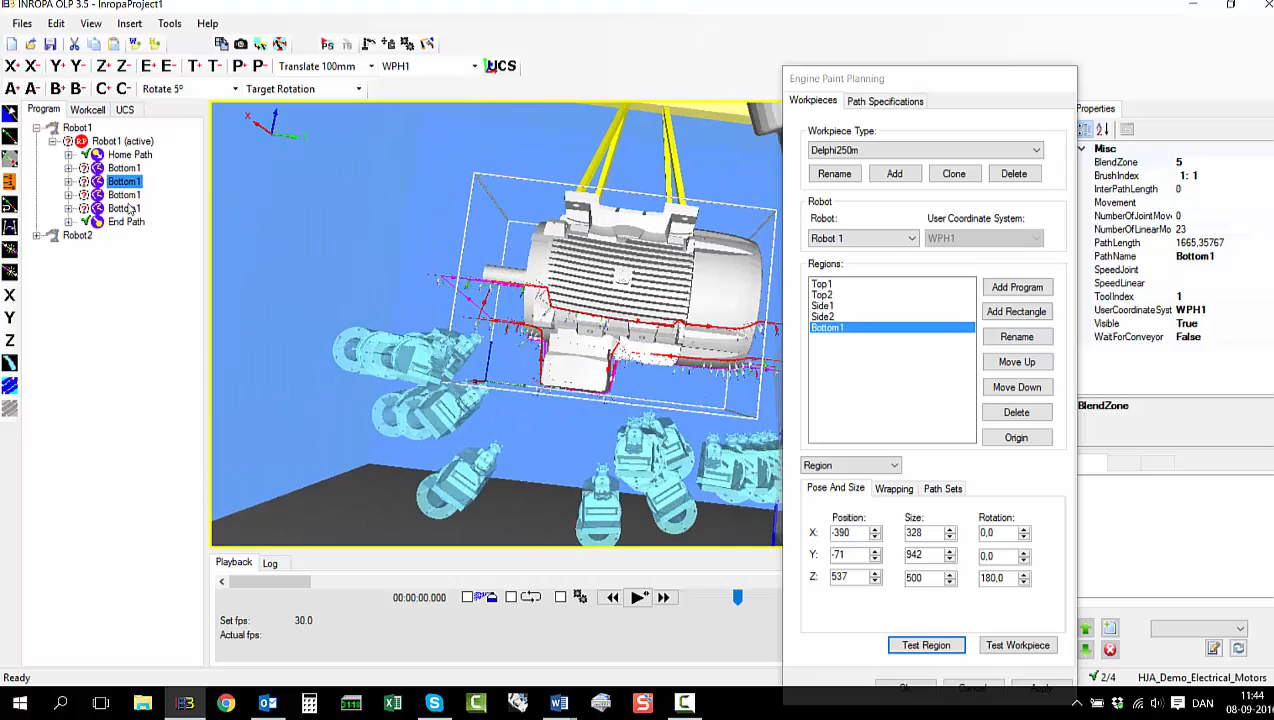 INROPA OLP 3.5 - InropaProject1
Files Edit View Insert Tools Help
X+ X- Y+ Y- Z+ Z- E+ E- T+ T- P+ P- Translate 100mm WPH1 UCS
A+ A- B+ B- C+ C- Rotate 5° Target Rotation
Program Workcell UCS
Robot1
Robot1 (active)
Home Path
Bottom1
Bottom1
Bottom1
Bottom1
End Path
Robot2
X
Y
Z
Playback Log
00:00:00.000
Set fps: 30.0
Actual fps:
Engine Paint Planning
Workpieces Path Specifications
Workpiece Type:
Delphi250m
Rename Add Clone Delete
Robot
Robot: User Coordinate System:
Robot 1 WPH1
Regions:
Top1
Top2
Side1
Side2
Bottom1
Add Program
Add Rectangle
Rename
Move Up
Move Down
Delete
Origin
Region
Pose And Size Wrapping Path Sets
Position: Size: Rotation:
X: -390 328 0,0
Y: -71 942 0,0
Z: 537 500 180,0
Test Region Test Workpiece
Ok Cancel Apply
Properties
Misc
BlendZone 5
BrushIndex 1: 1
InterPathLength 0
Movement
NumberOfJointMov 0
NumberOfLinearMo 23
PathLength 1665,35767
PathName Bottom1
SpeedJoint
SpeedLinear
ToolIndex 1
UserCoordinateSyst WPH1
Visible True
WaitForConveyor False
BlendZone
Ready
2/4 HJA_Demo_Electrical_Motors
DAN
11:44
08-09-2016